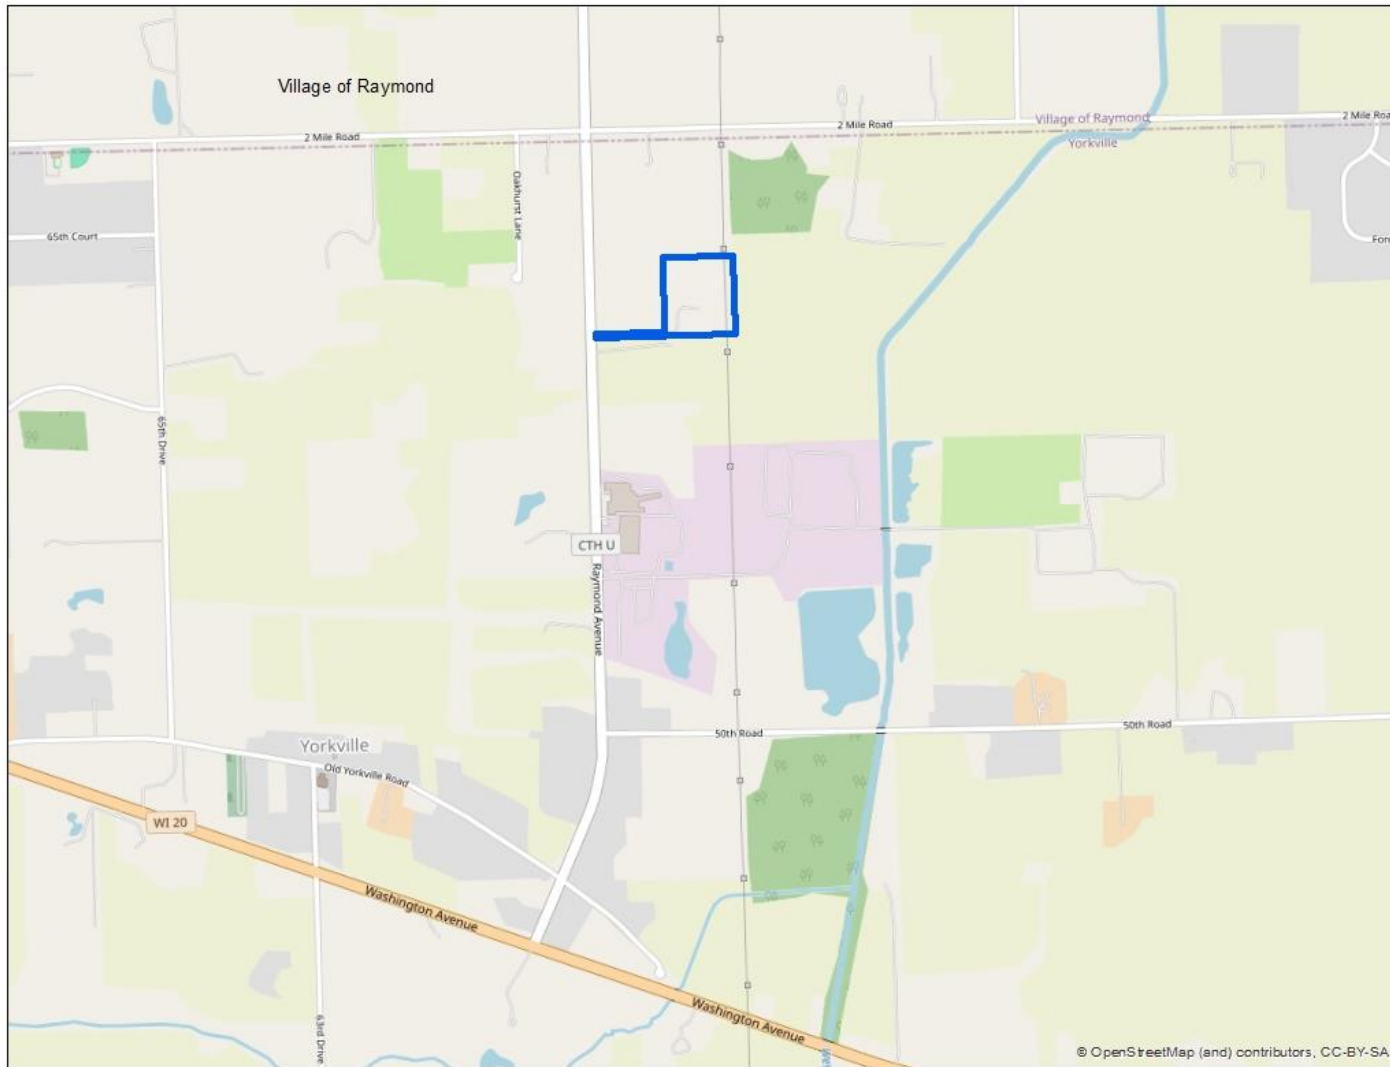 Village of Raymond
2 Mile Road
2 Mile Road
Village of Raymond
2 Mile
Yorkville
Oakhurst Lane
65th Court
65th Drive
CTH U
Raymond Avenue
50th Road
50th Road
Yorkville
Old Yorkville Road
WI 20
Washington Avenue
63rd Drive
Washington Avenue
© OpenStreetMap (and) contributors, CC-BY-SA